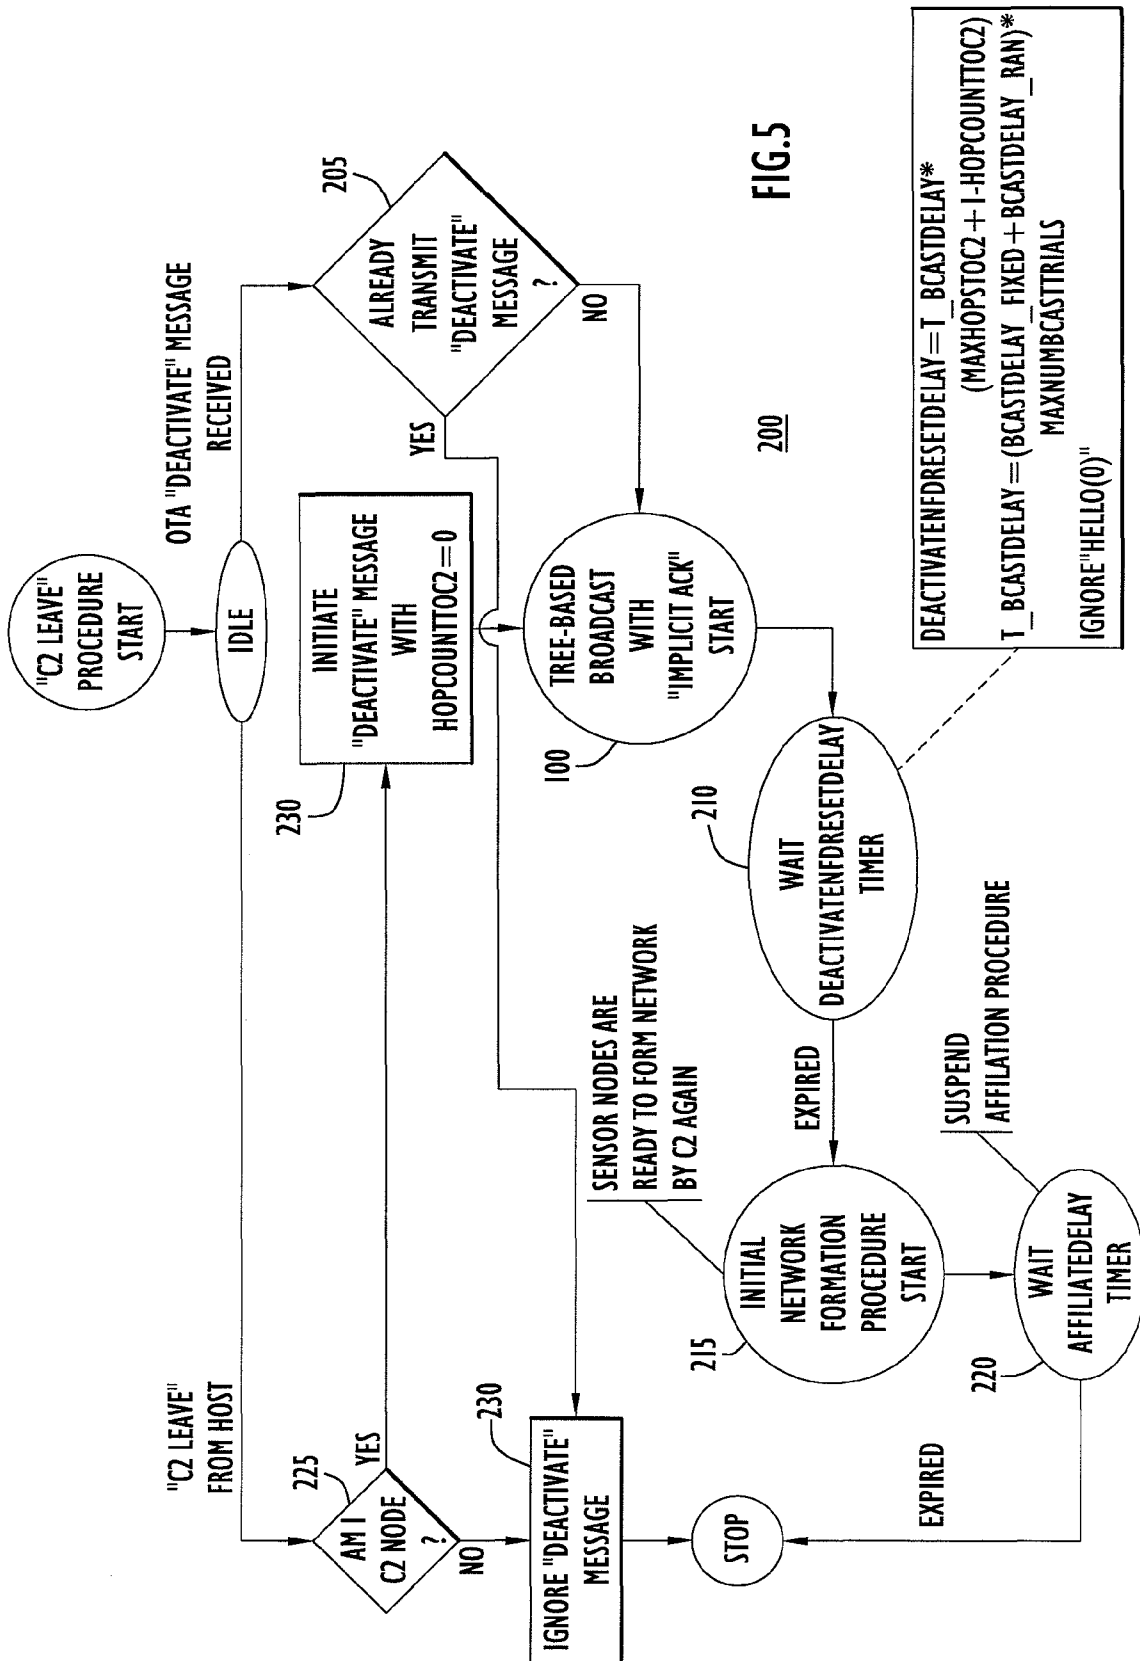 "C2 LEAVE"
PROCEDURE
START
IDLE
"C2 LEAVE"
FROM HOST
OTA "DEACTIVATE" MESSAGE
RECEIVED
225
AM I
C2 NODE
?
YES
NO
230
INITIATE
"DEACTIVATE" MESSAGE
WITH
HOPCOUNTTOC2=0
205
ALREADY
TRANSMIT
"DEACTIVATE"
MESSAGE
?
YES
NO
230
IGNORE "DEACTIVATE"
MESSAGE
STOP
100
TREE-BASED
BROADCAST
WITH
"IMPLICIT ACK"
START
200
FIG.5
210
WAIT
DEACTIVATENFDRESETDELAY
TIMER
EXPIRED
SENSOR NODES ARE
READY TO FORM NETWORK
BY C2 AGAIN
215
INITIAL
NETWORK
FORMATION
PROCEDURE
START
SUSPEND
AFFILATION PROCEDURE
220
WAIT
AFFILIATEDELAY
TIMER
EXPIRED
DEACTIVATENFDRESETDELAY=T_BCASTDELAY*
(MAXHOPSTOC2+1-HOPCOUNTTOC2)
T_BCASTDELAY=(BCASTDELAY_FIXED+BCASTDELAY_RAN)*
MAXNUMBCASTTRIALS
IGNORE"HELLO(0)"